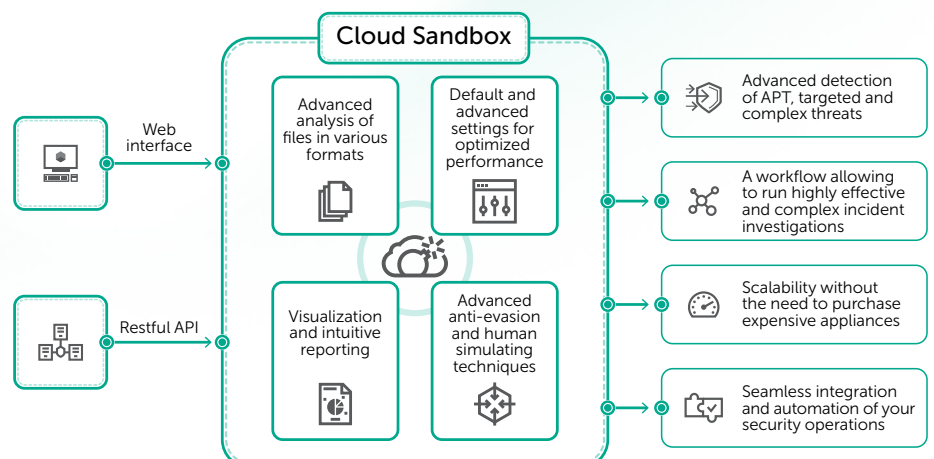 Cloud Sandbox
Web
interface
Restful API
Advanced
analysis of
files in various
formats
Default and
advanced
settings for
optimized
performance
Visualization
and intuitive
reporting
Advanced
anti-evasion
and human
simulating
techniques
Advanced detection
of APT, targeted and
complex threats
A workflow allowing
to run highly effective
and complex incident
investigations
Scalability without
the need to purchase
expensive appliances
Seamless integration
and automation of your
security operations